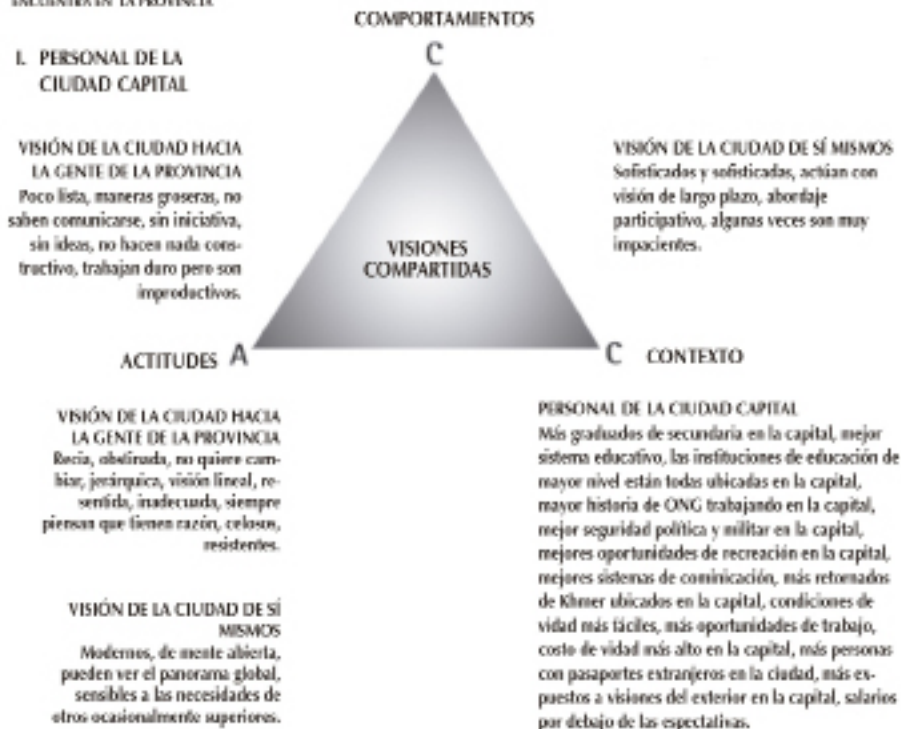 ENCUENTRA EN LA PROVINCIA
COMPORTAMIENTOS
C
I. PERSONAL DE LA
CIUDAD CAPITAL
VISIÓN DE LA CIUDAD HACIA
LA GENTE DE LA PROVINCIA
Poco lista, maneras groseras, no
saben comunicarse, sin iniciativa,
sin ideas, no hacen nada cons-
tructivo, trabajan duro pero son
improductivos.
VISIÓN DE LA CIUDAD DE SÍ MISMOS
Sofisticados y sofisticadas, actúan con
visión de largo plazo, abordaje
participativo, algunas veces son muy
impacientes.
VISIONES
COMPARTIDAS
ACTITUDES A
C CONTEXTO
VISIÓN DE LA CIUDAD HACIA
LA GENTE DE LA PROVINCIA
Recia, obstinada, no quiere cam-
biar, jerárquica, visión lineal, re-
sentida, inadecuada, siempre
piensan que tienen razón, celosos,
resistentes.
VISIÓN DE LA CIUDAD DE SÍ
MISMOS
Modernos, de mente abierta,
pueden ver el panorama global,
sensibles a las necesidades de
otros ocasionalmente superiores.
PERSONAL DE LA CIUDAD CAPITAL
Más graduados de secundaria en la capital, mejor
sistema educativo, las instituciones de educación de
mayor nivel están todas ubicadas en la capital,
mayor historia de ONG trabajando en la capital,
mejor seguridad política y militar en la capital,
mejores oportunidades de recreación en la capital,
mejores sistemas de cominicación, más retornados
de Khmer ubicados en la capital, condiciones de
vidad más fáciles, más oportunidades de trabajo,
costo de vidad más alto en la capital, más personas
con pasaportes extranjeros en la ciudad, más ex-
puestos a visiones del exterior en la capital, salarios
por debajo de las espectativas.